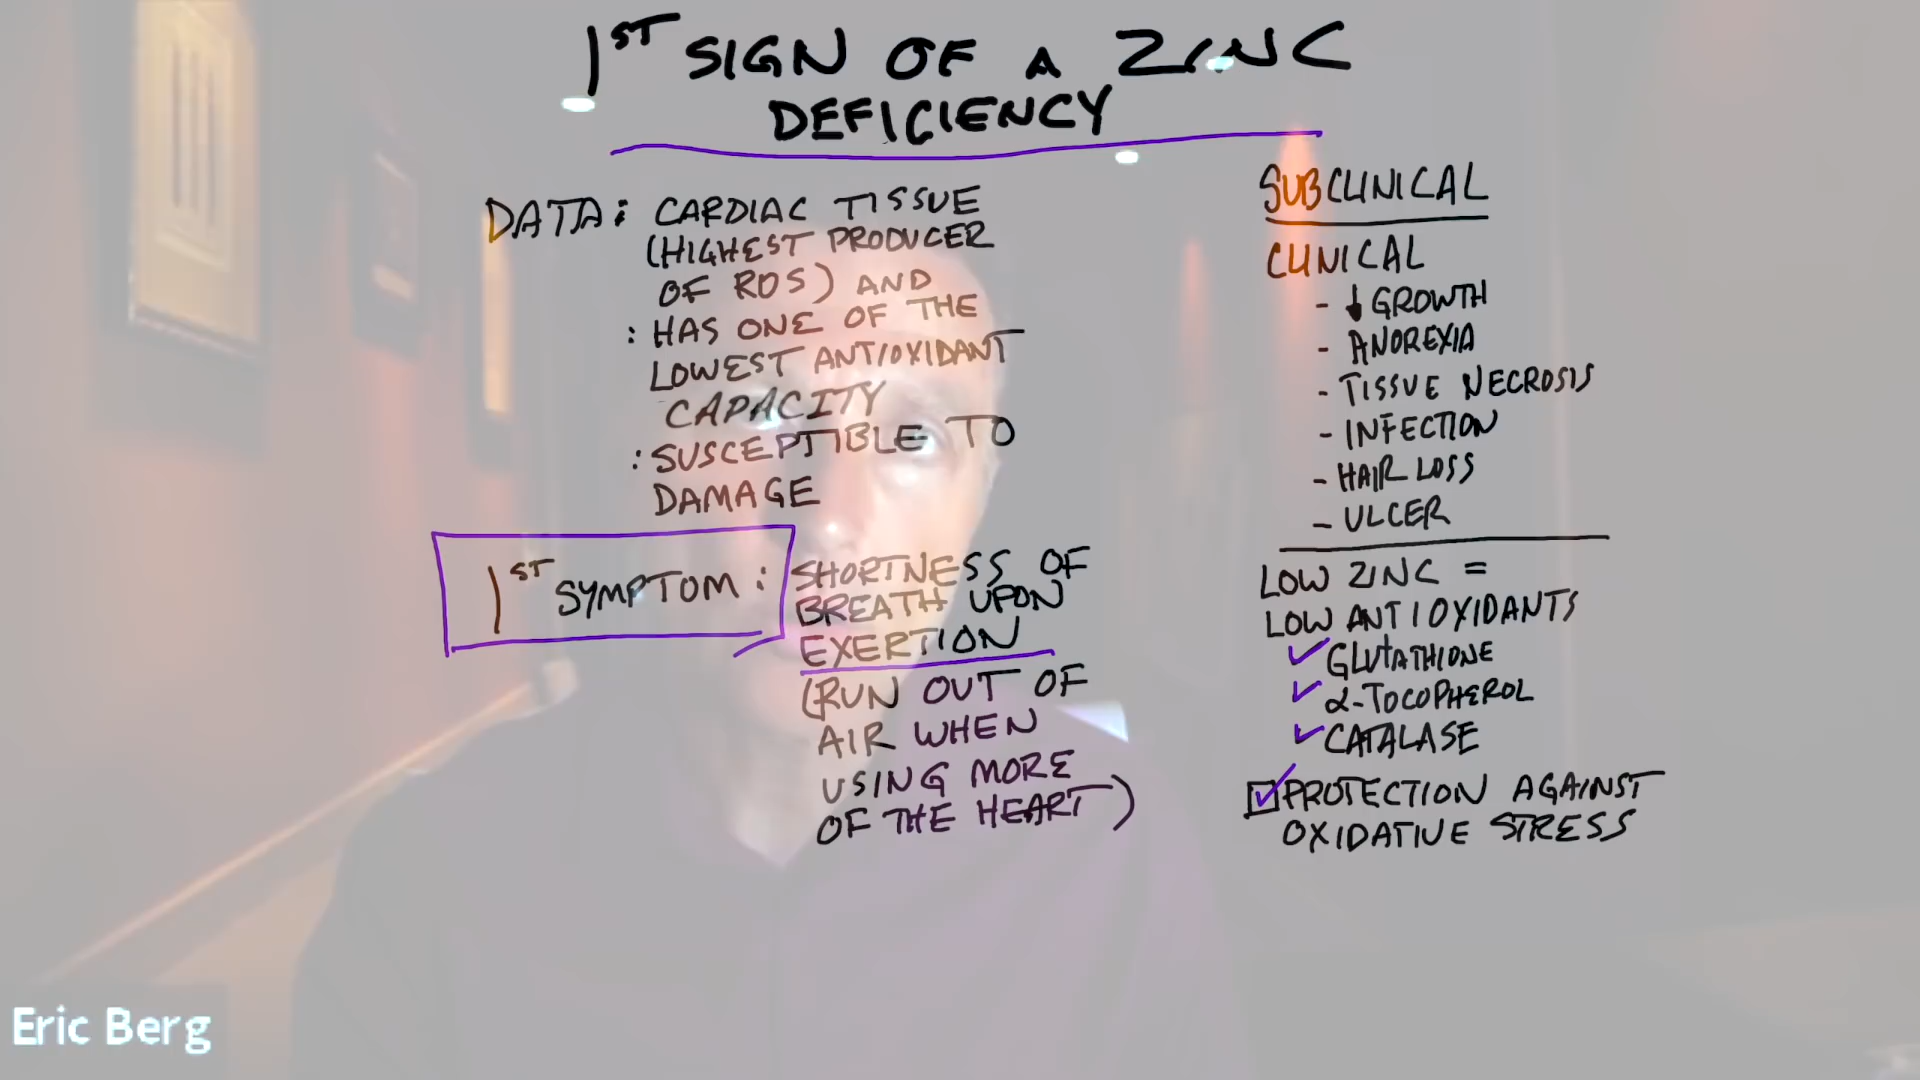 1ST SIGN OF A ZINC
DEFICIENCY
DATA: CARDIAC TISSUE
(HIGHEST PRODUCER
OF ROS) AND
: HAS ONE OF THE
LOWEST ANTIOXIDANT
CAPACITY
: SUSCEPTIBLE TO
DAMAGE
1ST SYMPTOM: SHORTNESS OF
BREATH UPON
EXERTION
(RUN OUT OF
AIR WHEN
USING MORE
OF THE HEART)
SUBCLINICAL
CLINICAL
- ↓ GROWTH
- ANOREXIA
- TISSUE NECROSIS
- INFECTION
- HAIR LOSS
- ULCER
LOW ZINC =
LOW ANTIOXIDANTS
✓ GLUTATHIONE
✓ α-TOCOPHEROL
✓ CATALASE
☑ PROTECTION AGAINST
OXIDATIVE STRESS
Eric Berg